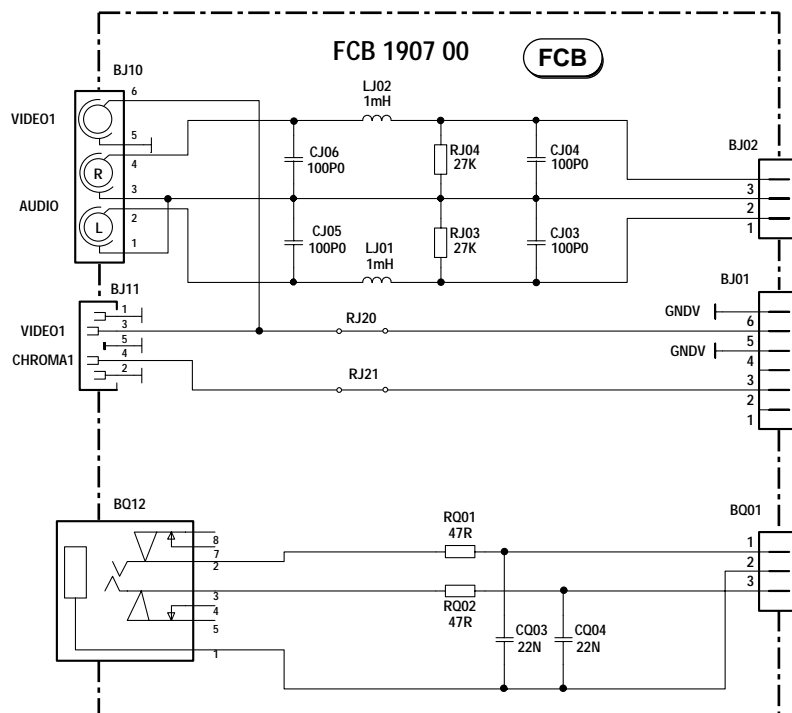 FCB 1907 00
FCB
BJ10
6
VIDEO1
5
4
R
3
AUDIO
2
L
1
LJ02
1mH
CJ06
100P0
RJ04
27K
CJ04
100P0
CJ05
100P0
LJ01
1mH
RJ03
27K
CJ03
100P0
BJ02
3
2
1
BJ11
1
VIDEO1
3
5
CHROMA1
4
2
RJ20
RJ21
BJ01
GNDV
6
GNDV
5
4
3
2
1
BQ12
8
7
2
3
4
5
1
RQ01
47R
RQ02
47R
CQ03
22N
CQ04
22N
BQ01
1
2
3